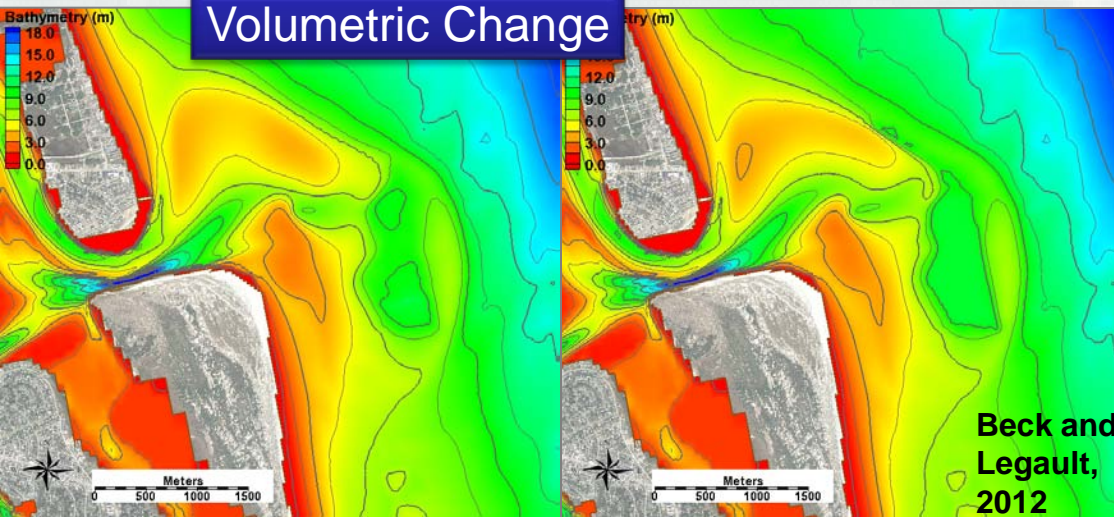 Volumetric Change
Bathymetry (m)
18.0
15.0
12.0
9.0
6.0
3.0
0.0
Meters
0 500 1000 1500
try (m)
12.0
9.0
6.0
3.0
0.0
Meters
0 500 1000 1500
Beck and
Legault,
2012